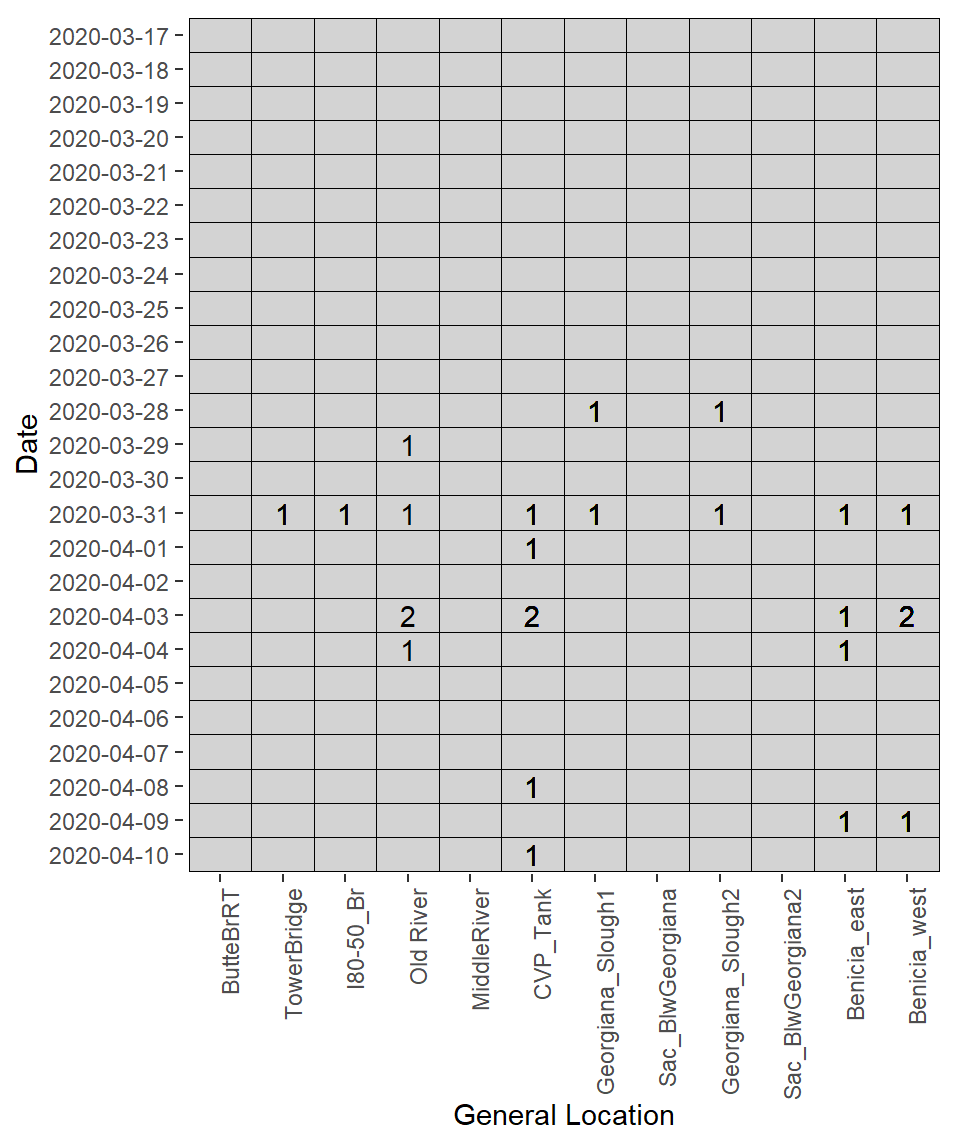 2020-03-17
2020-03-18
2020-03-19
2020-03-20
2020-03-21
2020-03-22
2020-03-23
2020-03-24
2020-03-25
2020-03-26
2020-03-27
2020-03-28 1 1
2020-03-29 1
2020-03-30
2020-03-31 1 1 1 1 1 1 1 1
2020-04-01 1
2020-04-02
2020-04-03 2 2 1 2
2020-04-04 1 1
2020-04-05
2020-04-06
2020-04-07
2020-04-08 1
2020-04-09 1 1
2020-04-10 1
Date
ButteBrRT
TowerBridge
I80-50_Br
Old River
MiddleRiver
CVP_Tank
Georgiana_Slough1
Sac_BlwGeorgiana
Georgiana_Slough2
Sac_BlwGeorgiana2
Benicia_east
Benicia_west
General Location